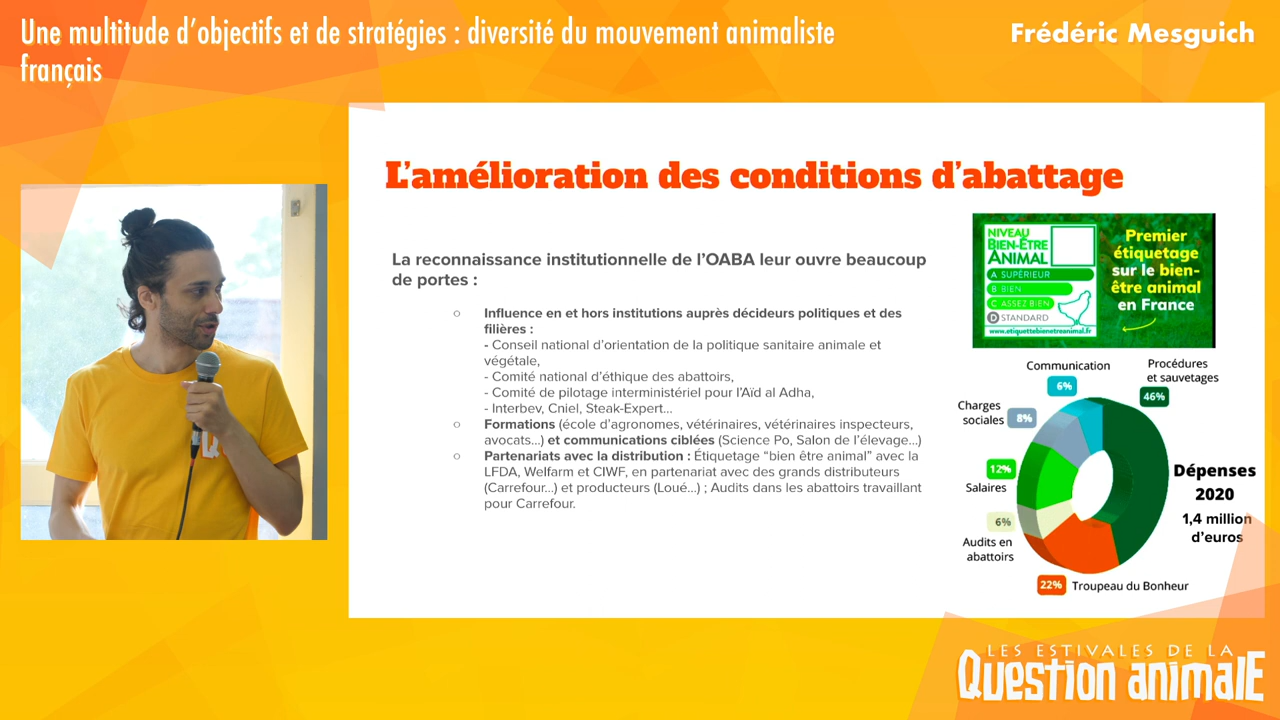 Une multitude d'objectifs et de stratégies : diversité du mouvement animaliste
français
Frédéric Mesguich
L'amélioration des conditions d'abattage
La reconnaissance institutionnelle de l'OABA leur ouvre beaucoup
de portes :
○ Influence en et hors institutions auprès décideurs politiques et des
filières :
- Conseil national d'orientation de la politique sanitaire animale et
végétale,
- Comité national d'éthique des abattoirs,
- Comité de pilotage interministériel pour l'Aïd al Adha,
- Interbev, Cniel, Steak-Expert...
○ Formations (école d'agronomes, vétérinaires, vétérinaires inspecteurs,
avocats...) et communications ciblées (Science Po, Salon de l'élevage...)
○ Partenariats avec la distribution : Étiquetage "bien être animal" avec la
LFDA, Welfarm et CIWF, en partenariat avec des grands distributeurs
(Carrefour...) et producteurs (Loué...) ; Audits dans les abattoirs travaillant
pour Carrefour.
NIVEAU
BIEN-ÊTRE
ANIMAL
A SUPÉRIEUR
B BIEN
C ASSEZ BIEN
D STANDARD
www.etiquettebienetreanimal.fr
Premier
étiquetage
sur le bien-
être animal
en France
Communication
6%
Procédures
et sauvetages
46%
Charges
sociales
8%
12%
Salaires
6%
Audits en
abattoirs
22% Troupeau du Bonheur
Dépenses
2020
1,4 million
d'euros
LES ESTIVALES DE LA
QUESTION ANIMALE